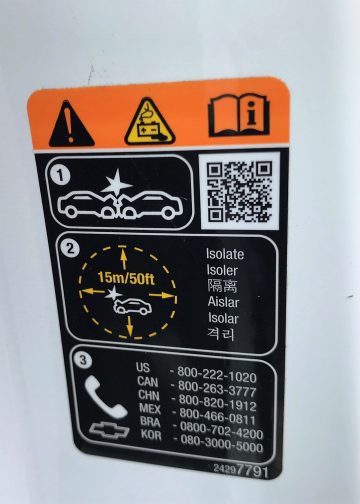 1
2
15m/50ft
Isolate
Isoler
隔离
Aislar
Isolar
격리
3
US - 800-222-1020
CAN - 800-263-3777
CHN - 800-820-1912
MEX - 800-466-0811
BRA - 0800-702-4200
KOR - 080-3000-5000
24297791